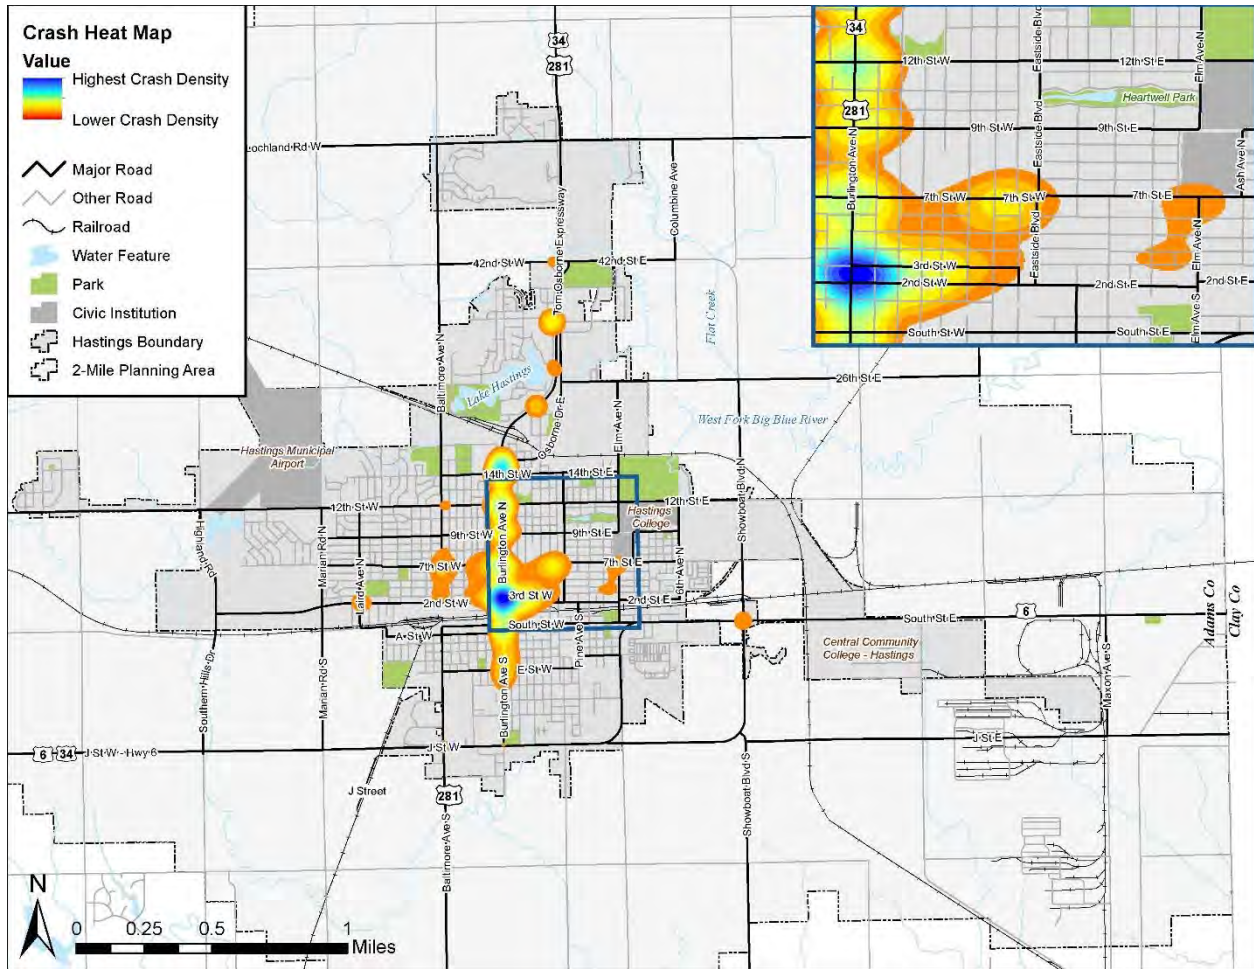 Crash Heat Map
Value
Highest Crash Density
Lower Crash Density
Major Road
Other Road
Railroad
Water Feature
Park
Civic Institution
Hastings Boundary
2-Mile Planning Area
34
281
Lochland Rd W
Columbine Ave
Tom Osborne Expressway
42nd St W
42nd St E
Flat Creek
Baltimore Ave N
Lake Hastings
Osborne Dr E
Elm Ave N
26th St E
West Fork Big Blue River
Hastings Municipal
Airport
14th St W
14th St E
Showboat Blvd N
12th St W
12th St E
Highland Rd
Marian Rd N
Laird Ave N
9th St W
Burlington Ave N
9th St E
Hastings
College
7th St W
7th St E
6th Ave N
3rd St W
2nd St W
2nd St E
South St W
South St E
6
Adams Co
Clay Co
A St W
Pine Ave S
Central Community
College - Hastings
Southern Hills Dr
Marian Rd S
E St W
Burlington Ave S
Maxon Ave S
6
34
J St W - Hwy 6
J St W
J St E
J Street
281
Baltimore Ave S
Showboat Blvd S
N
0
0.25
0.5
1
Miles
34
12th St W
Eastside Blvd
12th St E
Elm Ave N
281
Heartwell Park
Burlington Ave N
9th St W
9th St E
Eastside Blvd
Ash Ave N
7th St W
7th St W
7th St E
Eastside Blvd
Elm Ave N
3rd St W
2nd St W
2nd St E
2nd St E
Elm Ave S
South St W
South St E